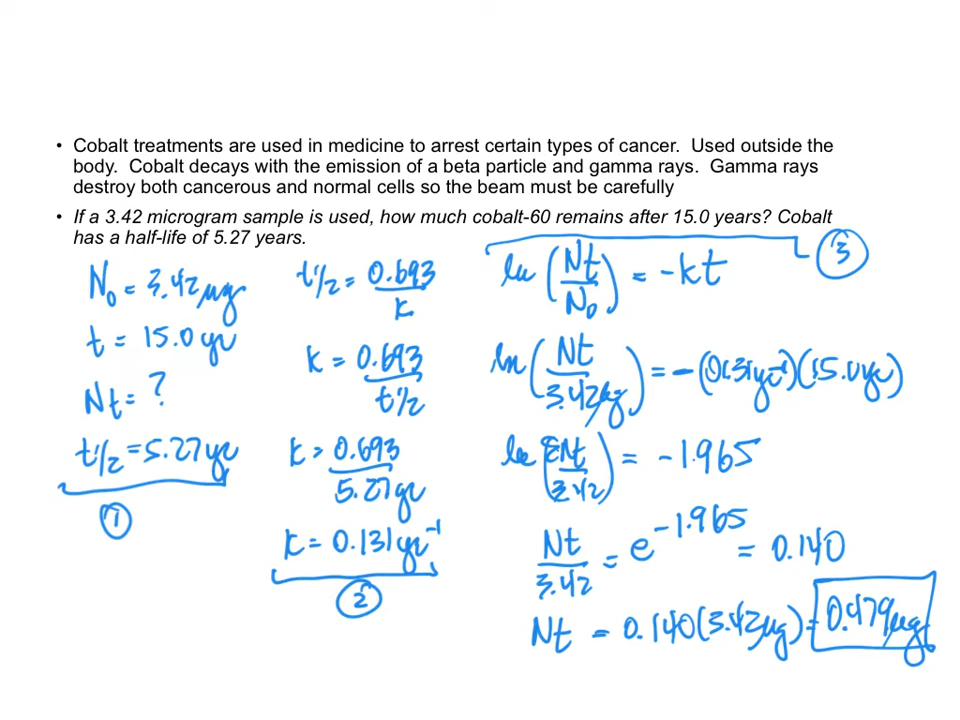 • Cobalt treatments are used in medicine to arrest certain types of cancer. Used outside the
body. Cobalt decays with the emission of a beta particle and gamma rays. Gamma rays
destroy both cancerous and normal cells so the beam must be carefully
• If a 3.42 microgram sample is used, how much cobalt-60 remains after 15.0 years? Cobalt
has a half-life of 5.27 years.
N₀ = 3.42 μg
t = 15.0 yr
Nt = ?
t½ = 5.27 yr
①
t½ = 0.693/k
k = 0.693/t½
k = 0.693/5.27 yr
k = 0.131 yr⁻¹
②
ln (Nt/N₀) = -kt
③
ln (Nt/3.42 μg) = -(0.131 yr⁻¹)(15.0 yr)
ln (Nt/3.42) = -1.965
Nt/3.42 = e^-1.965 = 0.140
Nt = 0.140(3.42 μg) = 0.479 μg